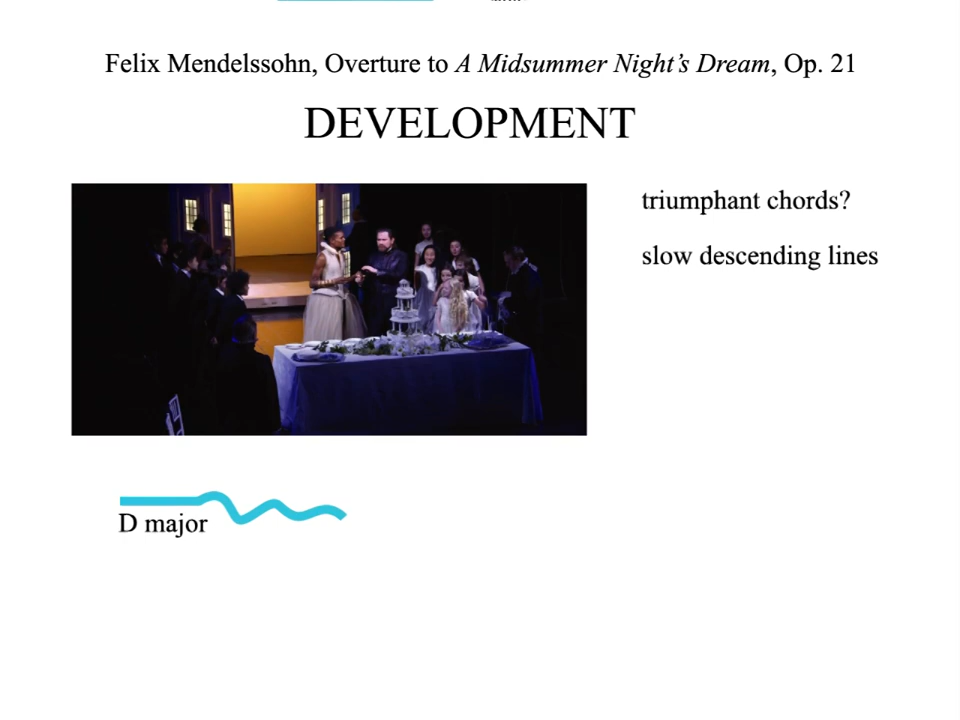 Felix Mendelssohn, Overture to A Midsummer Night’s Dream, Op. 21
DEVELOPMENT
triumphant chords?
slow descending lines
D major